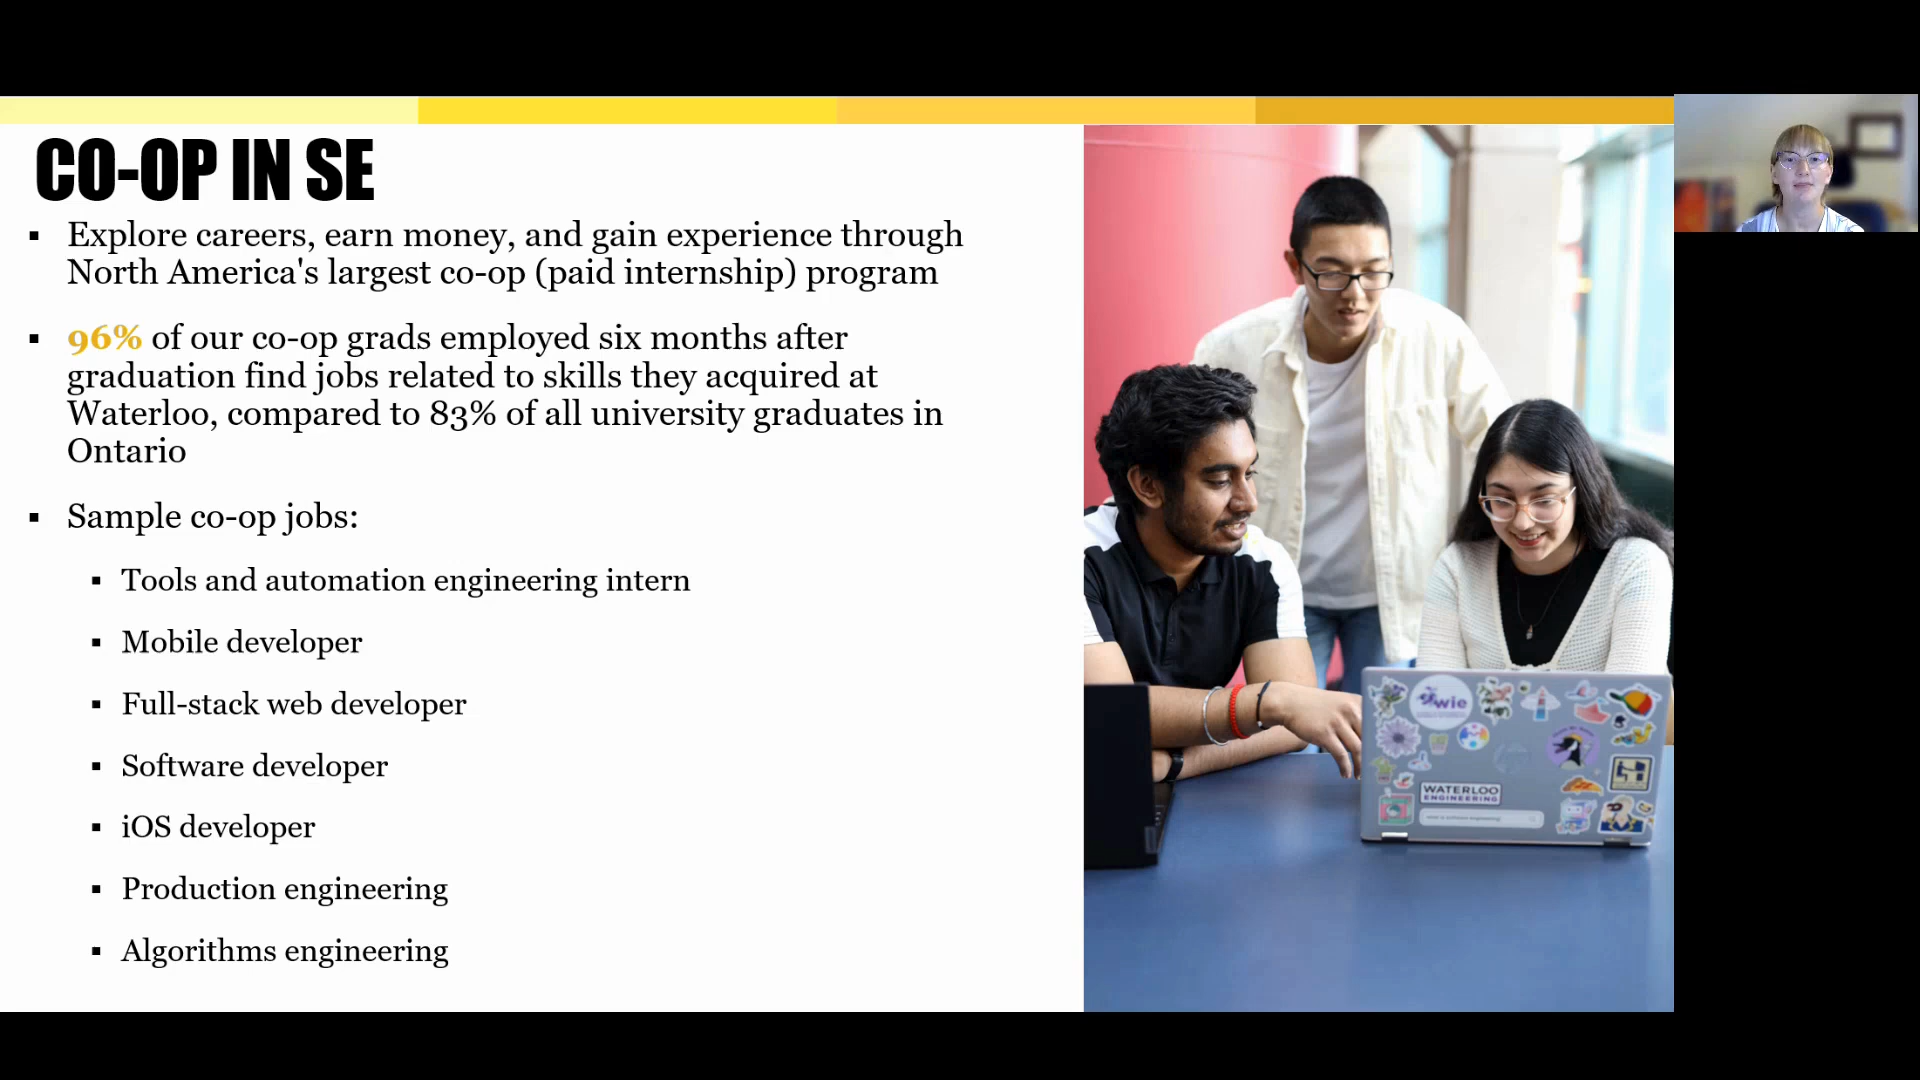 CO-OP IN SE
▪ Explore careers, earn money, and gain experience through
North America's largest co-op (paid internship) program
▪ 96% of our co-op grads employed six months after
graduation find jobs related to skills they acquired at
Waterloo, compared to 83% of all university graduates in
Ontario
▪ Sample co-op jobs:
▪ Tools and automation engineering intern
▪ Mobile developer
▪ Full-stack web developer
▪ Software developer
▪ iOS developer
▪ Production engineering
▪ Algorithms engineering
wie
WATERLOO
ENGINEERING